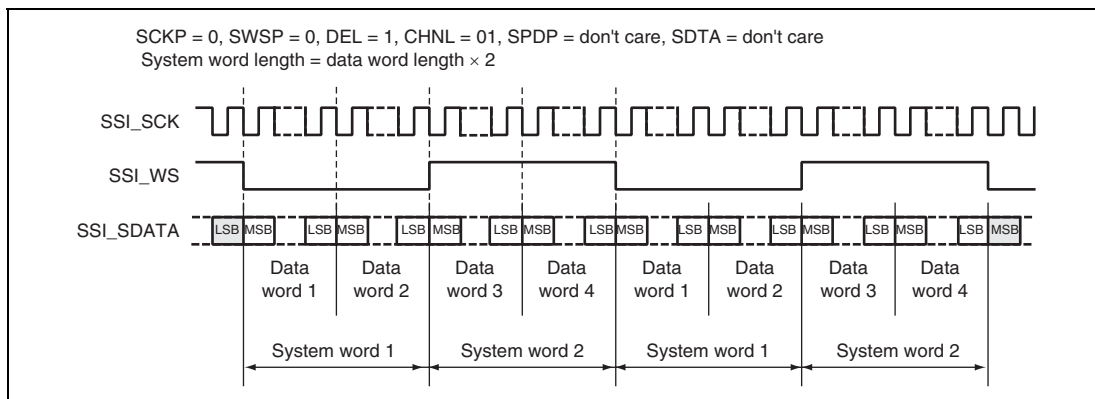 SCKP = 0, SWSP = 0, DEL = 1, CHNL = 01, SPDP = don't care, SDTA = don't care
System word length = data word length × 2
SSI_SCK
SSI_WS
SSI_SDATA
LSB MSB LSB MSB LSB MSB LSB MSB LSB MSB LSB MSB LSB MSB LSB MSB LSB MSB
Data word 1
Data word 2
Data word 3
Data word 4
Data word 1
Data word 2
Data word 3
Data word 4
System word 1
System word 2
System word 1
System word 2